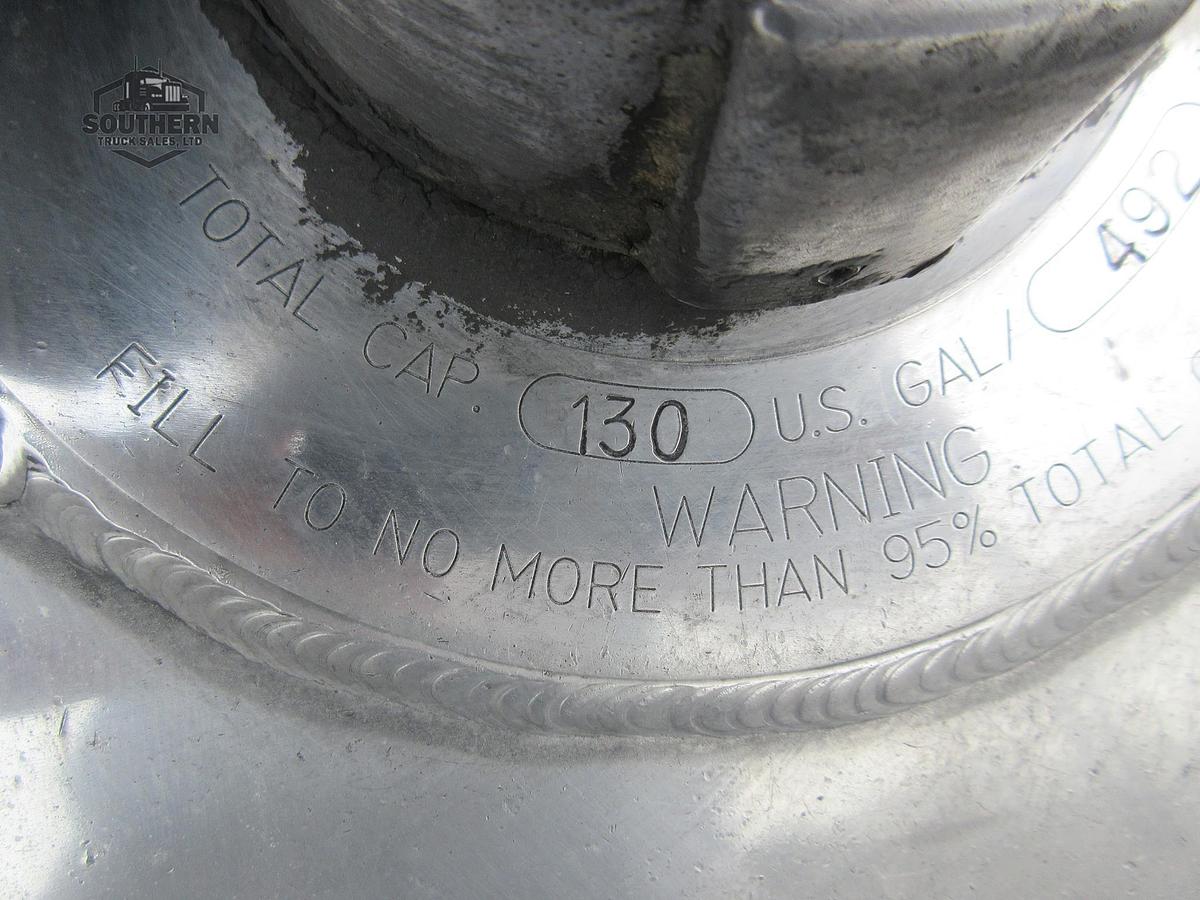 SOUTHERN
TRUCK SALES, LTD
TOTAL CAP. 130 U.S. GAL/ 492
WARNING
FILL TO NO MORE THAN 95% TOTAL